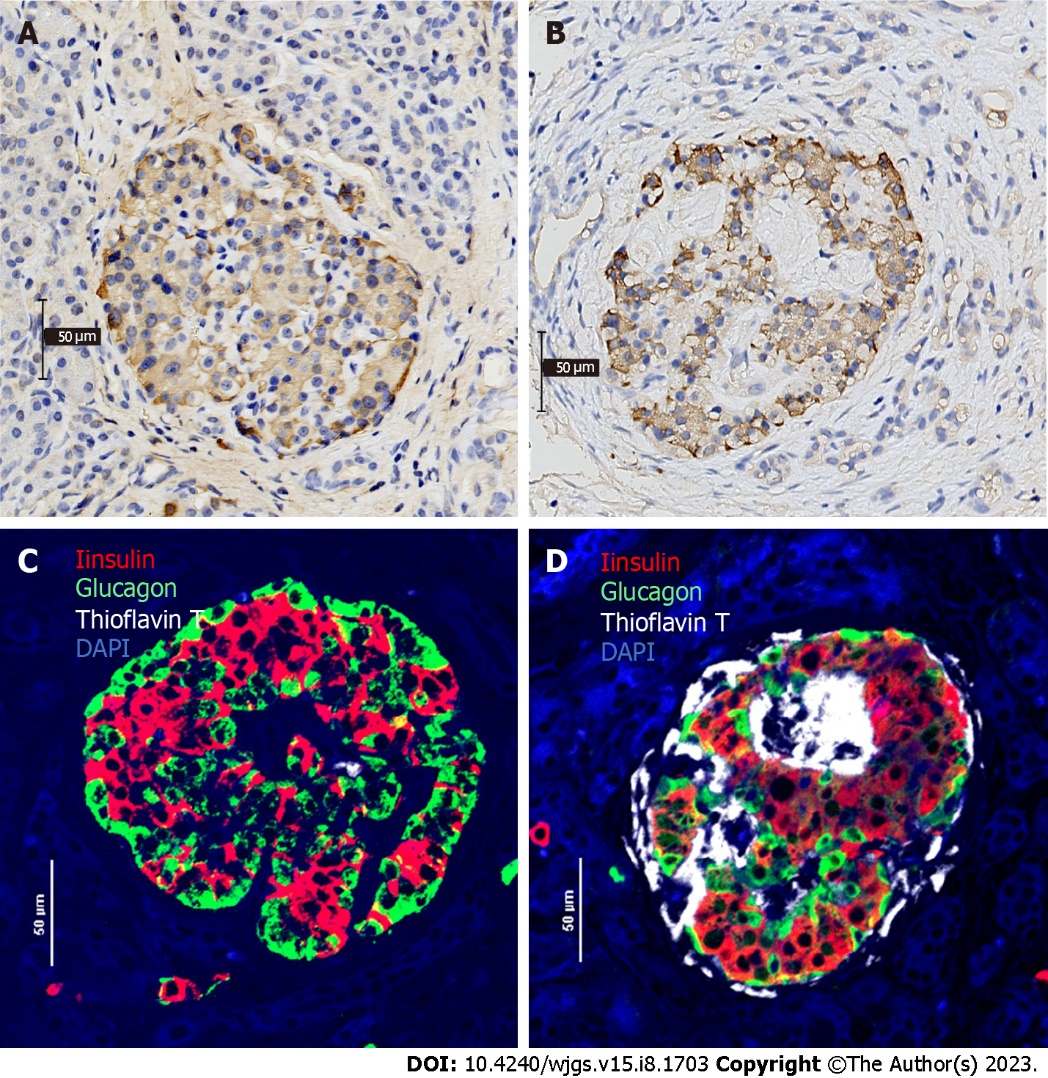 A
B
50 µm
50 µm
C
Iinsulin
Glucagon
Thioflavin T
DAPI
50 µm
D
Iinsulin
Glucagon
Thioflavin T
DAPI
50 µm
DOI: 10.4240/wjgs.v15.i8.1703 Copyright ©The Author(s) 2023.